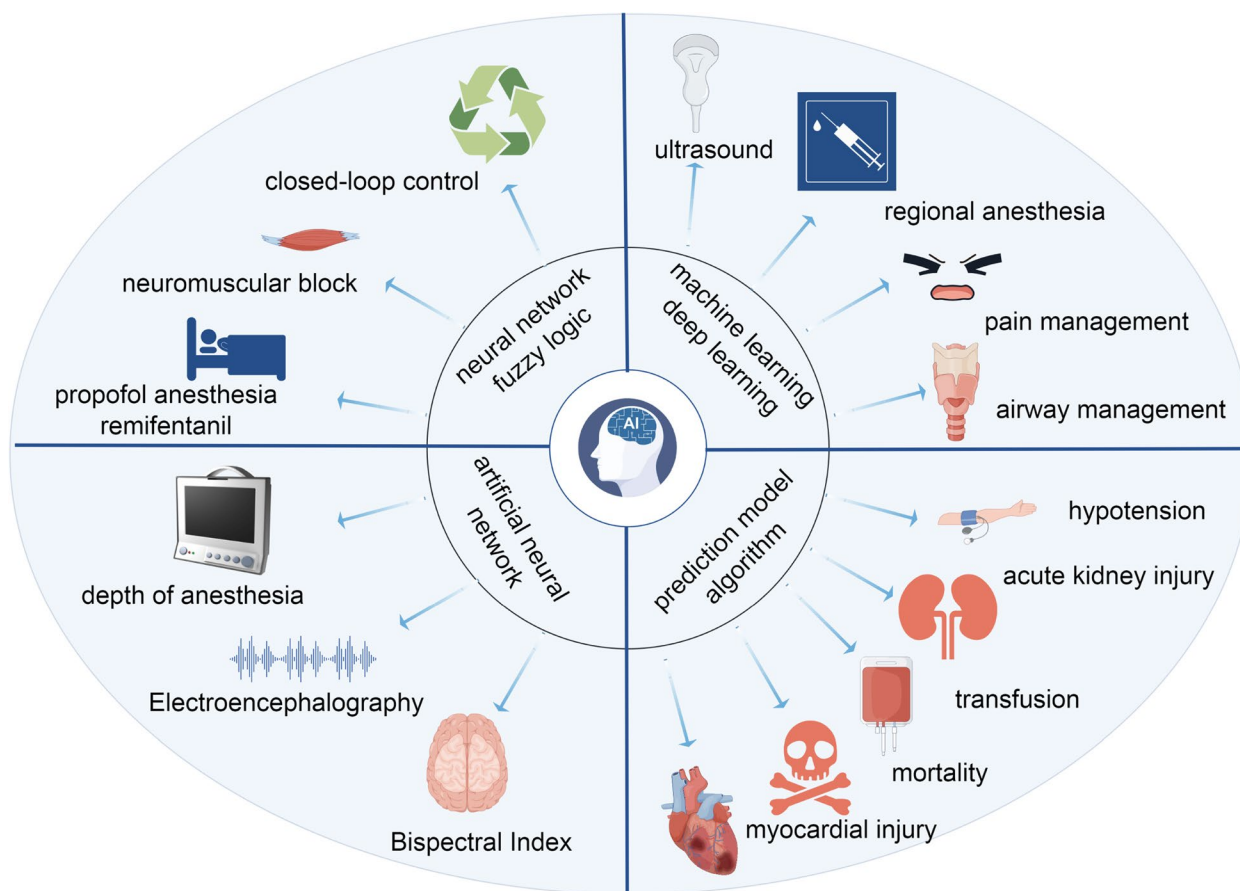 ultrasound
closed-loop control
regional anesthesia
neuromuscular block
neural network
fuzzy logic
machine learning
deep learning
pain management
propofol anesthesia
remifentanil
airway management
AI
depth of anesthesia
artificial neural
network
prediction model
algorithm
hypotension
acute kidney injury
Electroencephalography
transfusion
mortality
Bispectral Index
myocardial injury